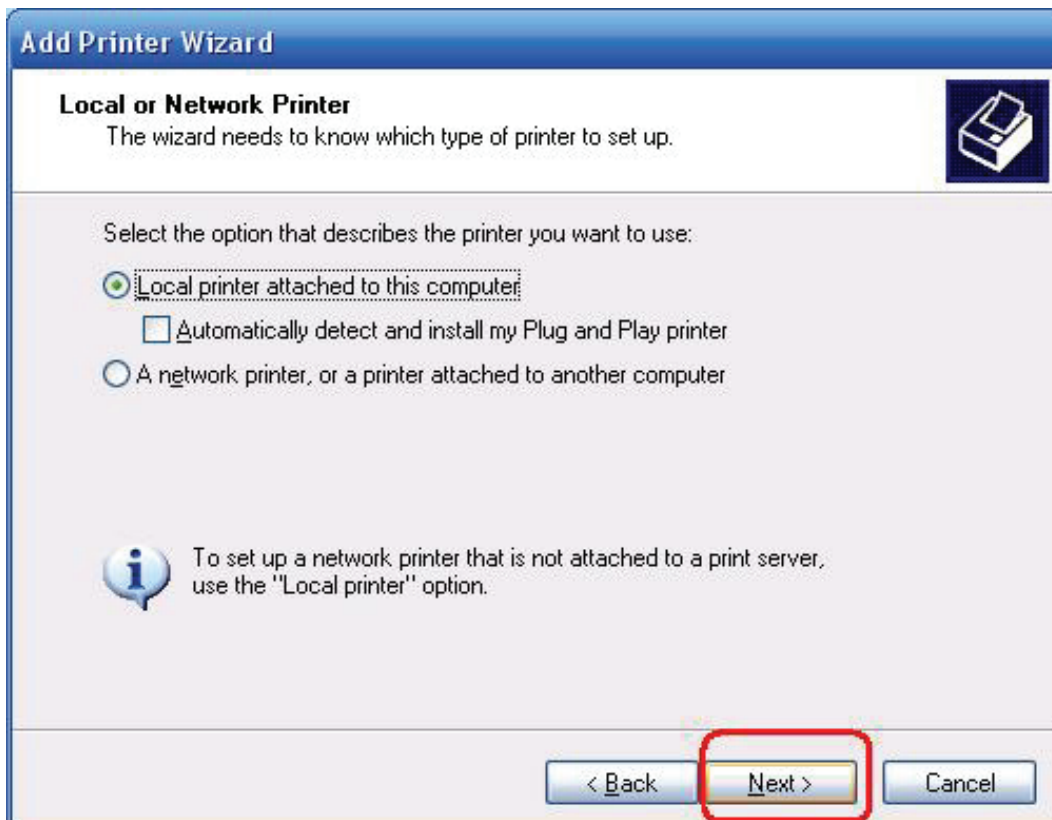 Add Printer Wizard
Local or Network Printer
The wizard needs to know which type of printer to set up.
Select the option that describes the printer you want to use:
Local printer attached to this computer
Automatically detect and install my Plug and Play printer
A network printer, or a printer attached to another computer
To set up a network printer that is not attached to a print server,
use the "Local printer" option.
< Back
Next >
Cancel